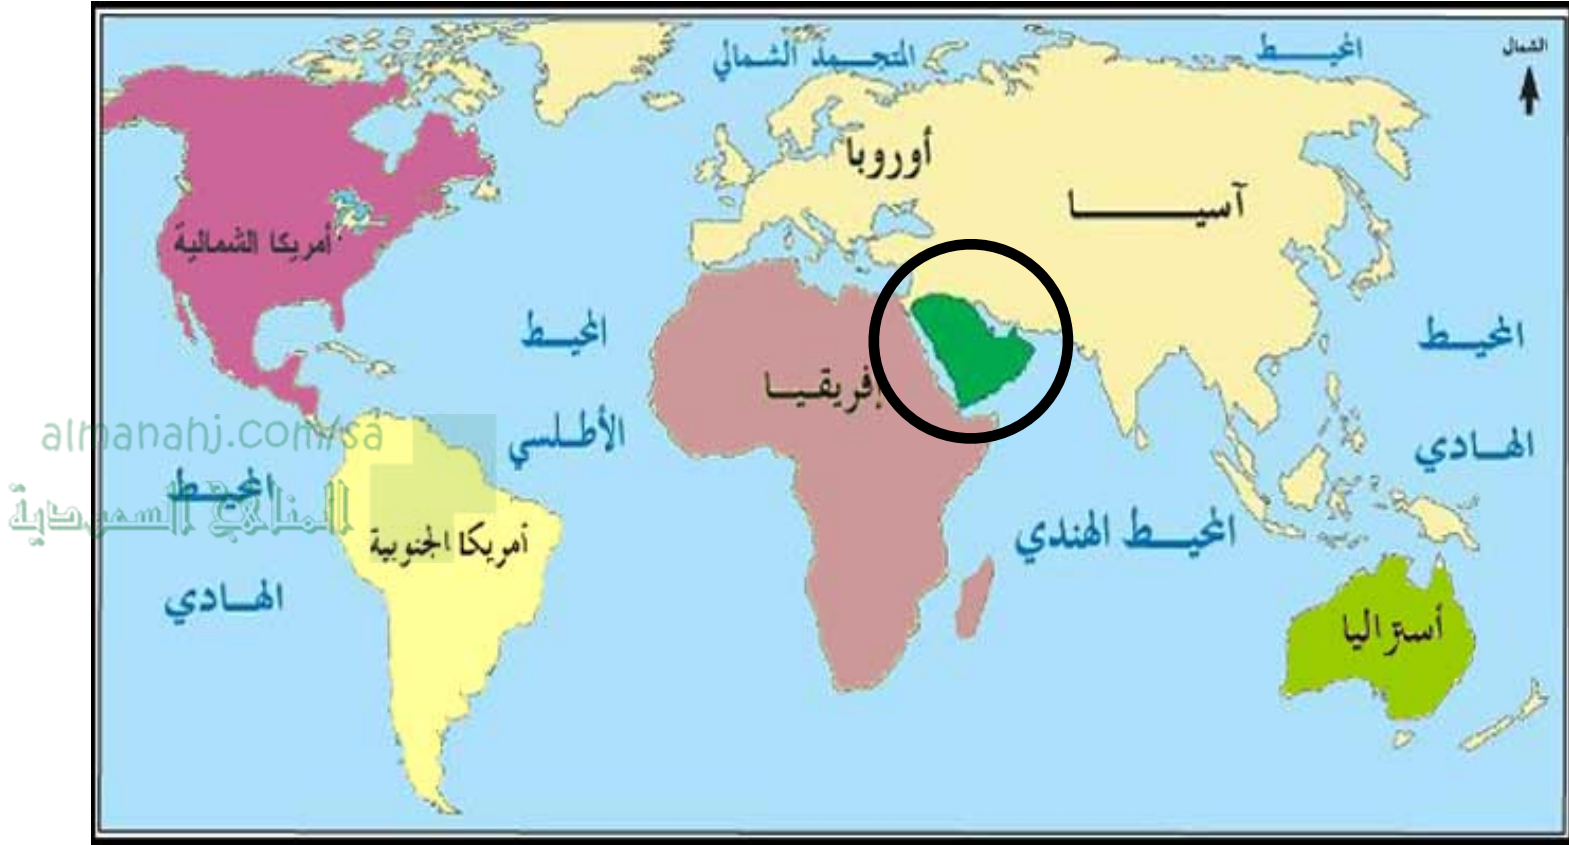 المحيط
المتجمد الشمالي
الشمال
أوروبا
آسيا
أمريكا الشمالية
المحيط
الأطلسي
إفريقيا
المحيط
الهادي
almanahj.com/sa
المناهج السعودية
المحيط
الهادي
أمريكا الجنوبية
المحيط الهندي
أستراليا